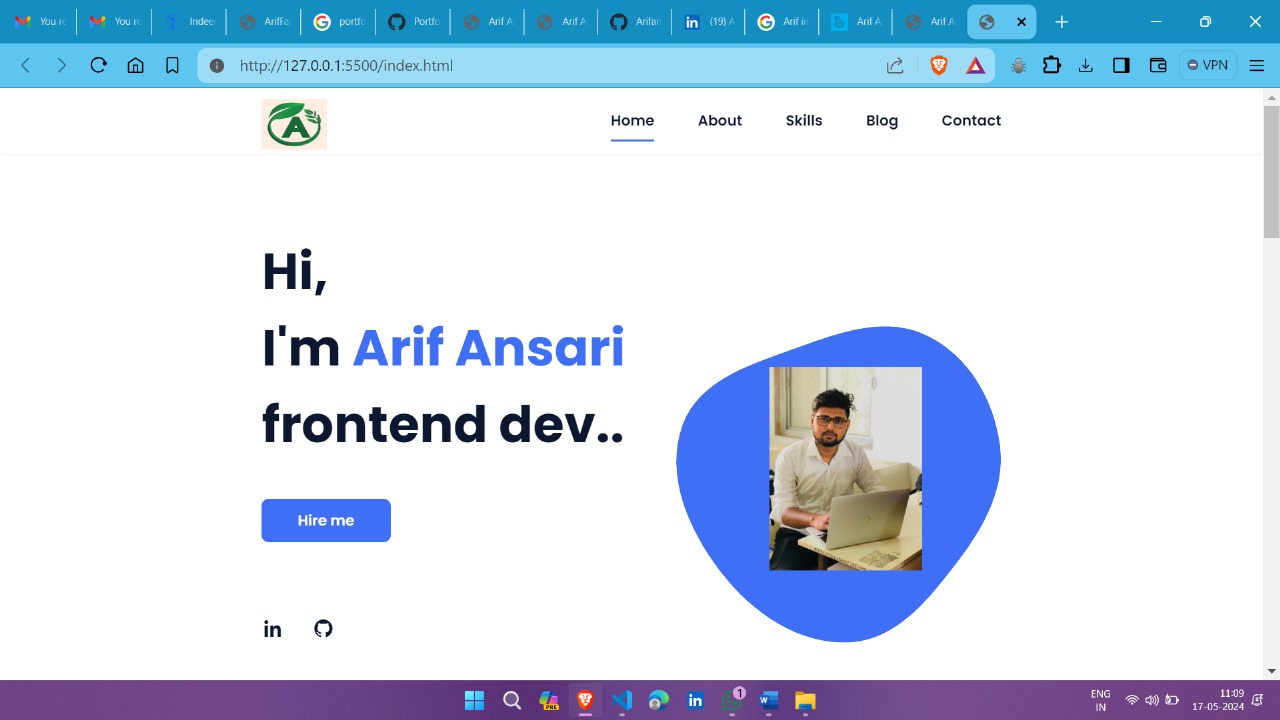 You re
You re
Indee
ArifFa
portfo
Portfo
Arif A
Arif A
Arifan
(19) A
Arif im
Arif A
Arif A
http://127.0.0.1:5500/index.html
VPN
A
Home About Skills Blog Contact
Hi,
I'm Arif Ansari
frontend dev..
Hire me
in
PRE
in
1
W
ENG
IN
11:09
17-05-2024